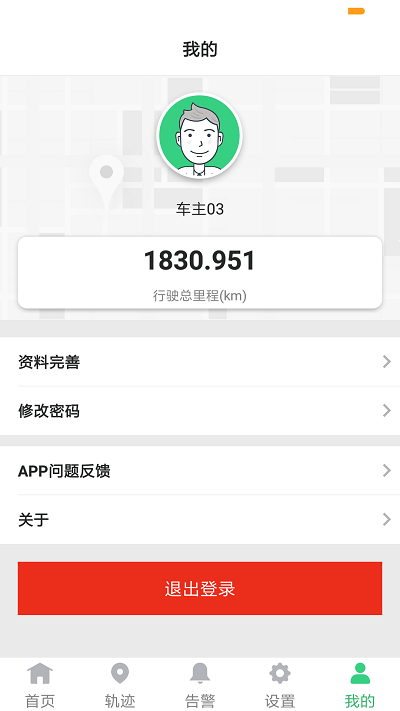 我的
车主03
1830.951
行驶总里程(km)
资料完善
修改密码
APP问题反馈
关于
退出登录
首页 轨迹 告警 设置 我的